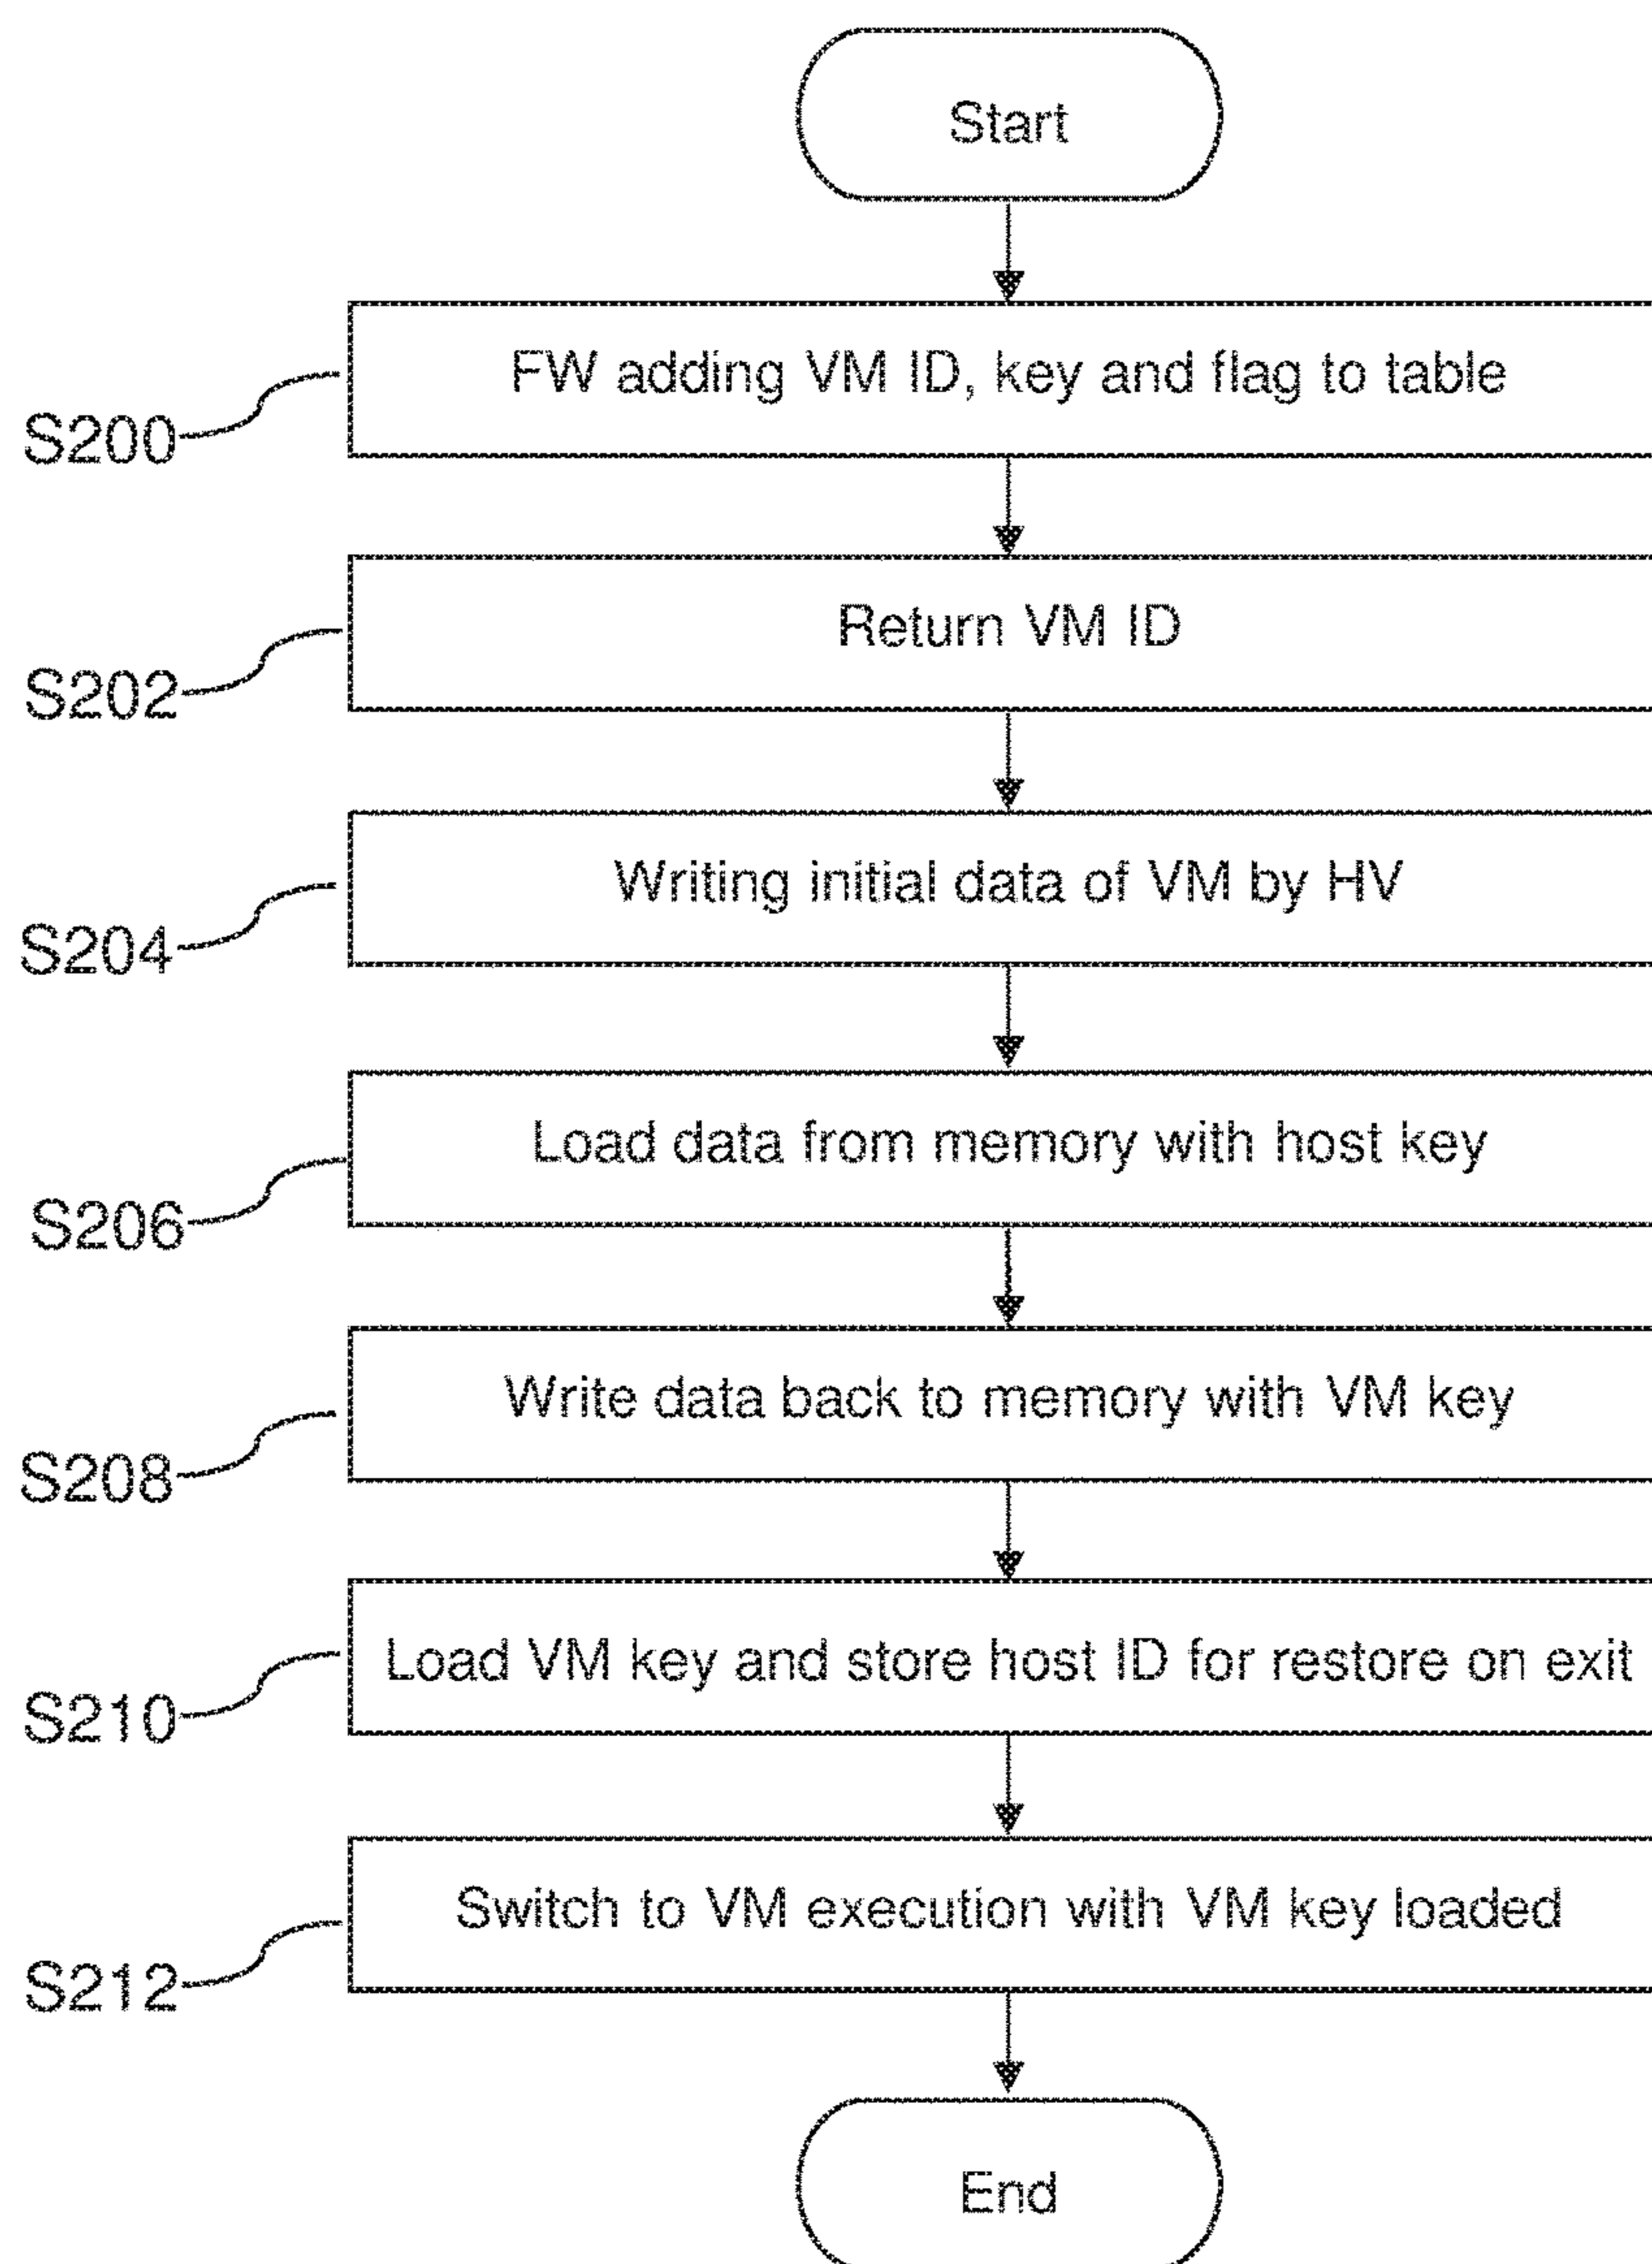 Start
FW adding VM ID, key and flag to table
S200
Return VM ID
S202
Writing initial data of VM by HV
S204
Load data from memory with host key
S206
Write data back to memory with VM key
S208
Load VM key and store host ID for restore on exit
S210
Switch to VM execution with VM key loaded
S212
End